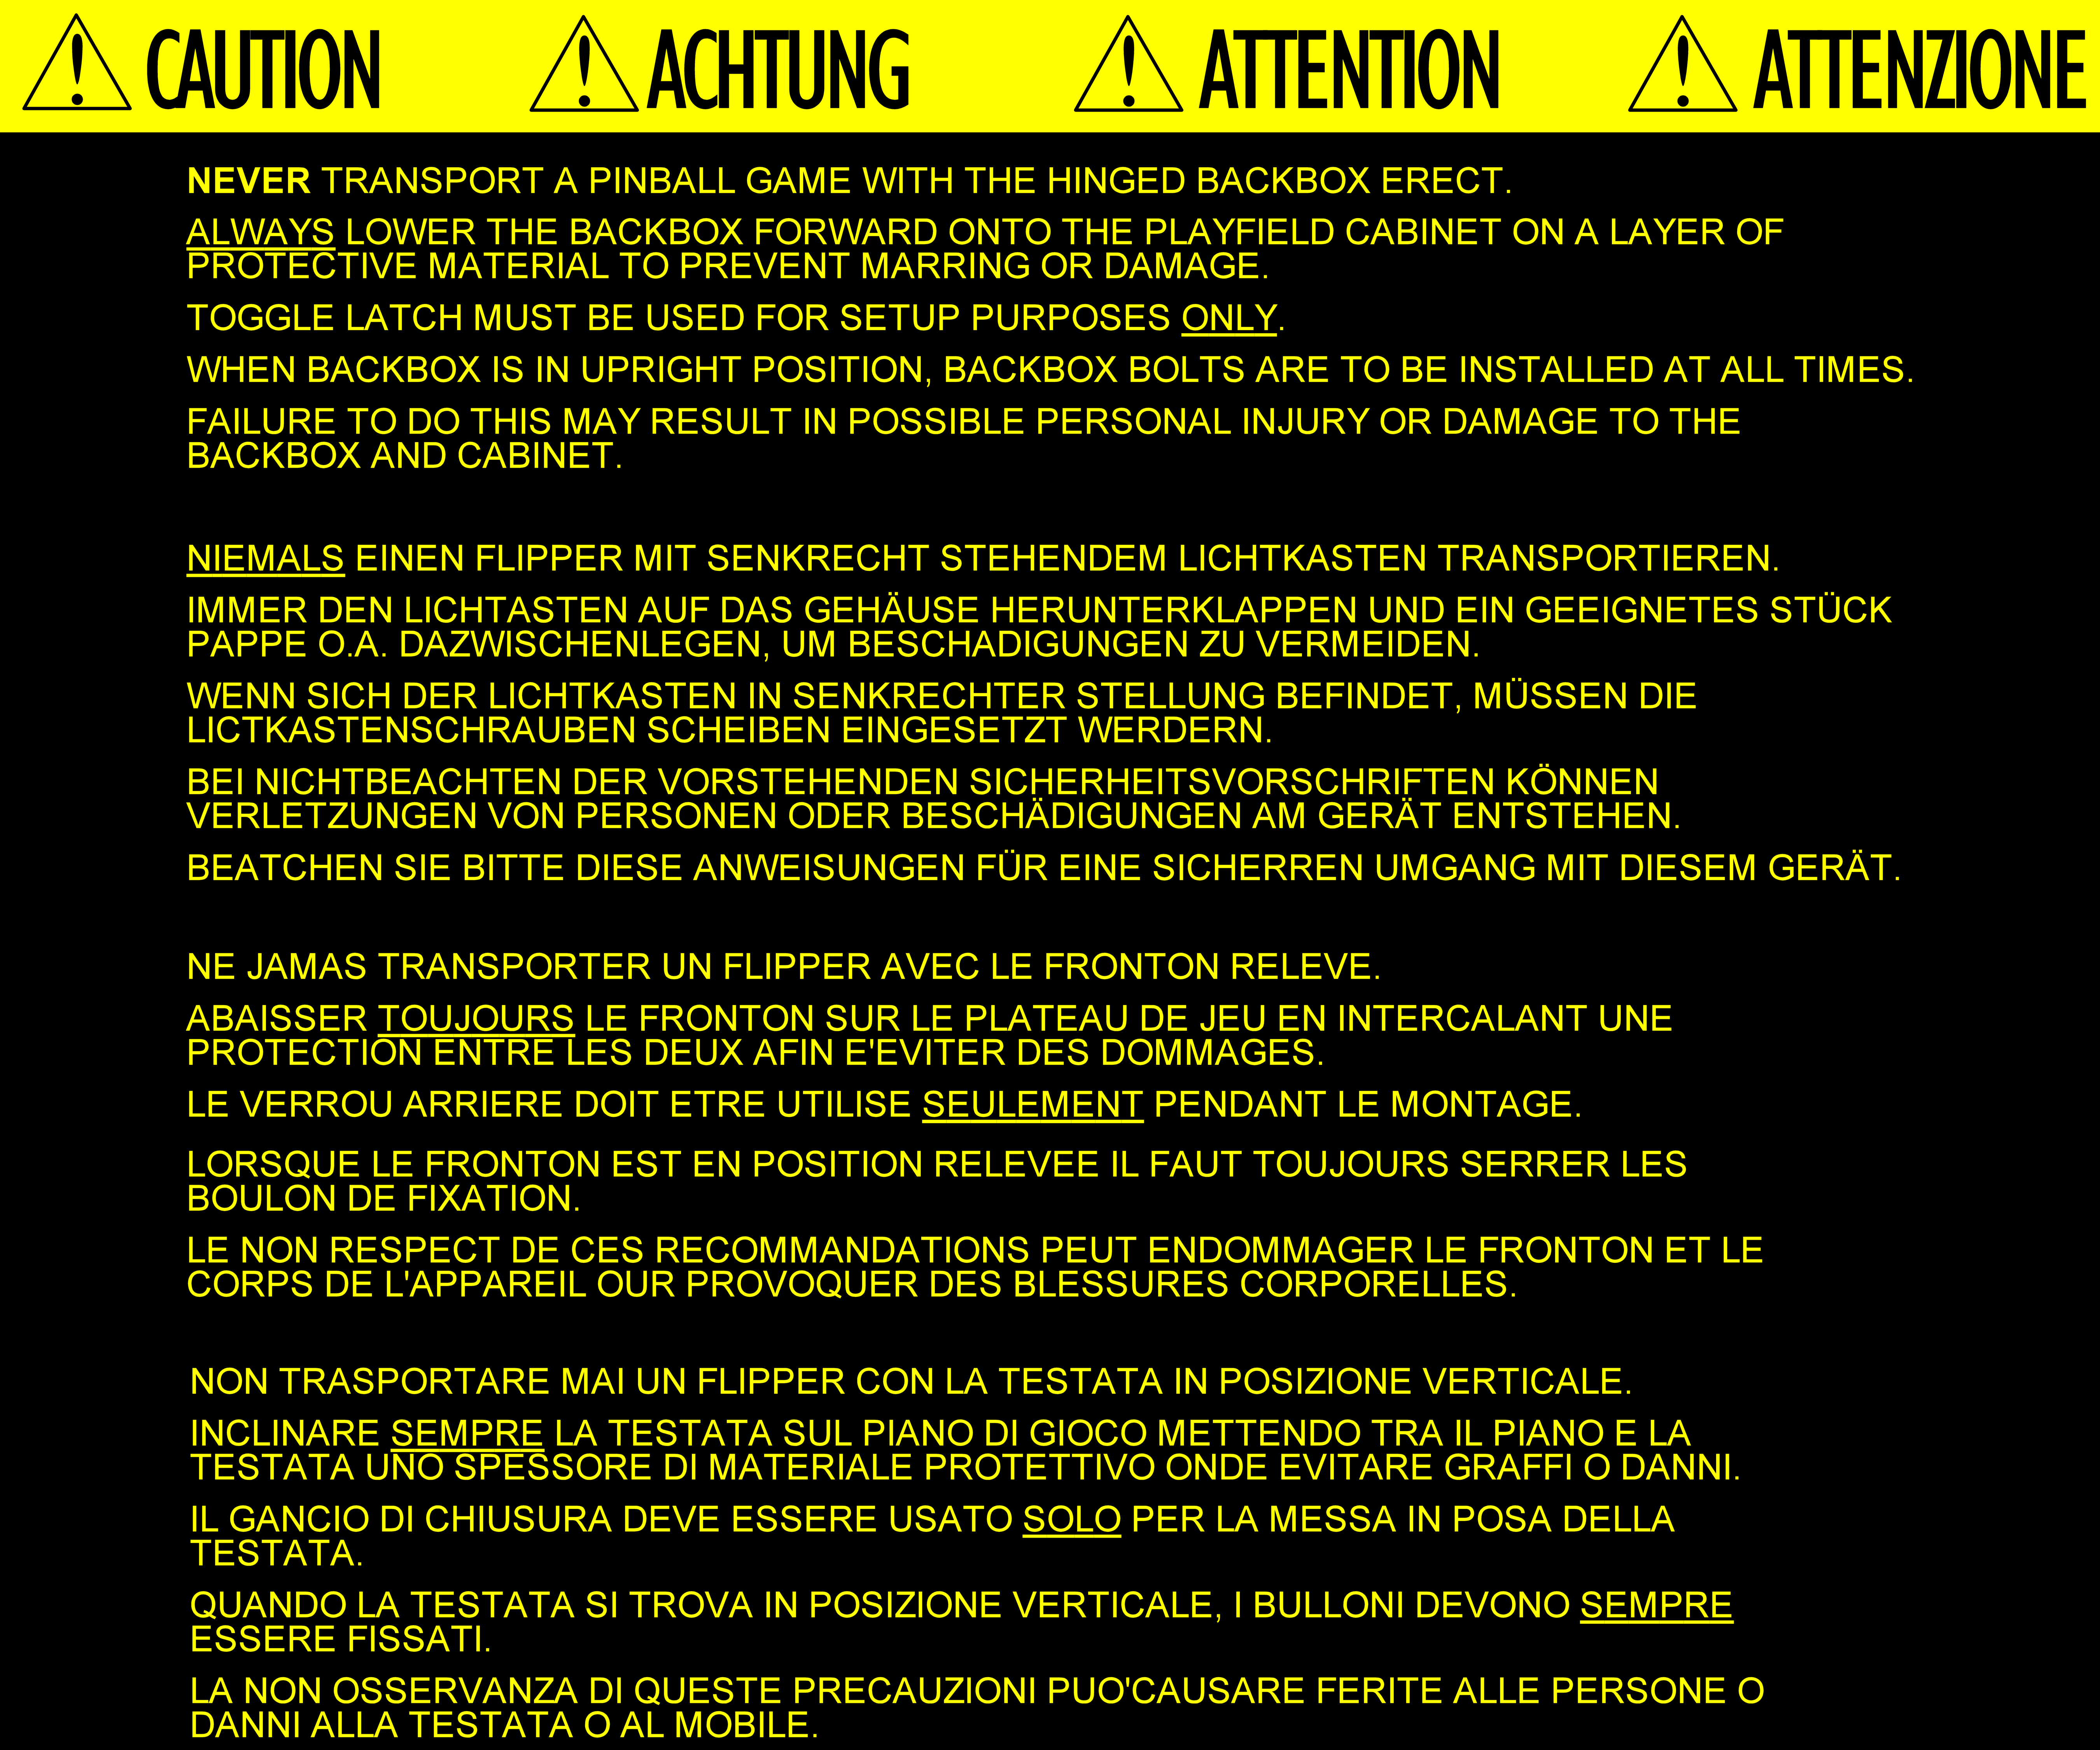 CAUTION ACHTUNG ATTENTION ATTENZIONE
NEVER TRANSPORT A PINBALL GAME WITH THE HINGED BACKBOX ERECT.
ALWAYS LOWER THE BACKBOX FORWARD ONTO THE PLAYFIELD CABINET ON A LAYER OF
PROTECTIVE MATERIAL TO PREVENT MARRING OR DAMAGE.
TOGGLE LATCH MUST BE USED FOR SETUP PURPOSES ONLY.
WHEN BACKBOX IS IN UPRIGHT POSITION, BACKBOX BOLTS ARE TO BE INSTALLED AT ALL TIMES.
FAILURE TO DO THIS MAY RESULT IN POSSIBLE PERSONAL INJURY OR DAMAGE TO THE
BACKBOX AND CABINET.
NIEMALS EINEN FLIPPER MIT SENKRECHT STEHENDEM LICHTKASTEN TRANSPORTIEREN.
IMMER DEN LICHTASTEN AUF DAS GEHÄUSE HERUNTERKLAPPEN UND EIN GEEIGNETES STÜCK
PAPPE O.A. DAZWISCHENLEGEN, UM BESCHADIGUNGEN ZU VERMEIDEN.
WENN SICH DER LICHTKASTEN IN SENKRECHTER STELLUNG BEFINDET, MÜSSEN DIE
LICTKASTENSCHRAUBEN SCHEIBEN EINGESETZT WERDERN.
BEI NICHTBEACHTEN DER VORSTEHENDEN SICHERHEITSVORSCHRIFTEN KÖNNEN
VERLETZUNGEN VON PERSONEN ODER BESCHÄDIGUNGEN AM GERÄT ENTSTEHEN.
BEATCHEN SIE BITTE DIESE ANWEISUNGEN FÜR EINE SICHERREN UMGANG MIT DIESEM GERÄT.
NE JAMAS TRANSPORTER UN FLIPPER AVEC LE FRONTON RELEVE.
ABAISSER TOUJOURS LE FRONTON SUR LE PLATEAU DE JEU EN INTERCALANT UNE
PROTECTION ENTRE LES DEUX AFIN E'EVITER DES DOMMAGES.
LE VERROU ARRIERE DOIT ETRE UTILISE SEULEMENT PENDANT LE MONTAGE.
LORSQUE LE FRONTON EST EN POSITION RELEVEE IL FAUT TOUJOURS SERRER LES
BOULON DE FIXATION.
LE NON RESPECT DE CES RECOMMANDATIONS PEUT ENDOMMAGER LE FRONTON ET LE
CORPS DE L'APPAREIL OUR PROVOQUER DES BLESSURES CORPORELLES.
NON TRASPORTARE MAI UN FLIPPER CON LA TESTATA IN POSIZIONE VERTICALE.
INCLINARE SEMPRE LA TESTATA SUL PIANO DI GIOCO METTENDO TRA IL PIANO E LA
TESTATA UNO SPESSORE DI MATERIALE PROTETTIVO ONDE EVITARE GRAFFI O DANNI.
IL GANCIO DI CHIUSURA DEVE ESSERE USATO SOLO PER LA MESSA IN POSA DELLA
TESTATA.
QUANDO LA TESTATA SI TROVA IN POSIZIONE VERTICALE, I BULLONI DEVONO SEMPRE
ESSERE FISSATI.
LA NON OSSERVANZA DI QUESTE PRECAUZIONI PUO'CAUSARE FERITE ALLE PERSONE O
DANNI ALLA TESTATA O AL MOBILE.